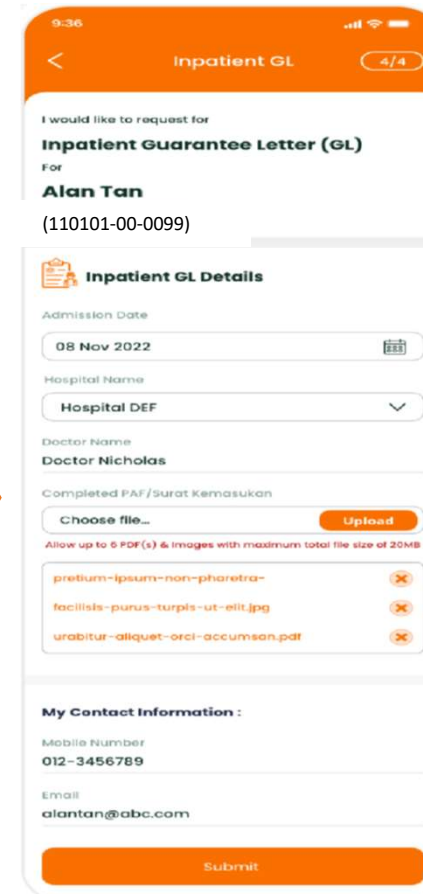 9:36
Inpatient GL
4/4
I would like to request for
Inpatient Guarantee Letter (GL)
For
Alan Tan
(110101-00-0099)
Inpatient GL Details
Admission Date
08 Nov 2022
Hospital Name
Hospital DEF
Doctor Name
Doctor Nicholas
Completed PAF/Surat Kemasukan
Choose file...
Upload
Allow up to 6 PDF(s) & Images with maximum total file size of 20MB
pretium-ipsum-non-pharetra-
facilisis-purus-turpis-ut-elit.jpg
urabitur-aliquet-orci-accumsan.pdf
My Contact Information :
Mobile Number
012-3456789
Email
alantan@abc.com
Submit